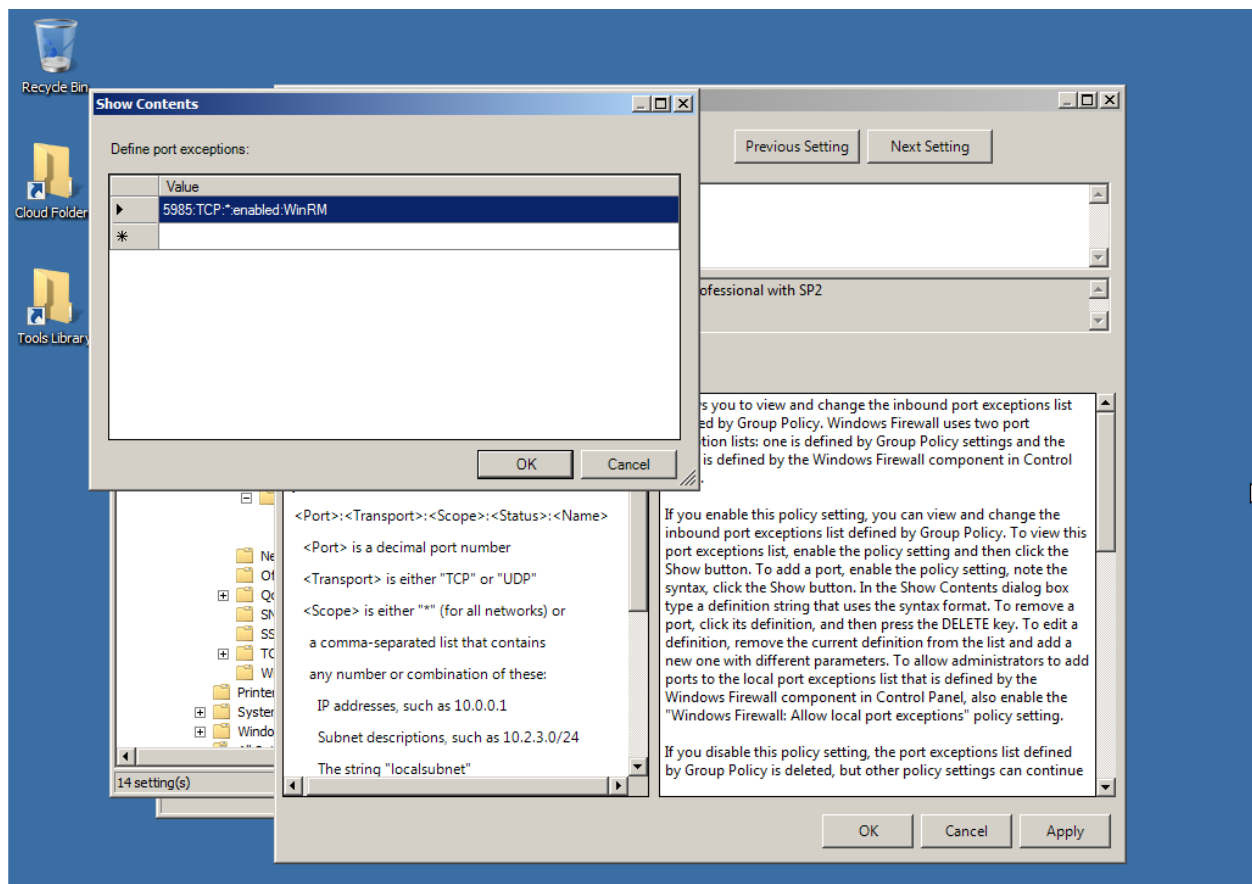 Recycle Bin
Cloud Folder
Tools Library
Show Contents
Define port exceptions:
Value
5985:TCP:*:enabled:WinRM
OK
Cancel
Previous Setting
Next Setting
ofessional with SP2
s you to view and change the inbound port exceptions list
ed by Group Policy. Windows Firewall uses two port
tion lists: one is defined by Group Policy settings and the
is defined by the Windows Firewall component in Control
If you enable this policy setting, you can view and change the
inbound port exceptions list defined by Group Policy. To view this
port exceptions list, enable the policy setting and then click the
Show button. To add a port, enable the policy setting, note the
syntax, click the Show button. In the Show Contents dialog box
type a definition string that uses the syntax format. To remove a
port, click its definition, and then press the DELETE key. To edit a
definition, remove the current definition from the list and add a
new one with different parameters. To allow administrators to add
ports to the local port exceptions list that is defined by the
Windows Firewall component in Control Panel, also enable the
"Windows Firewall: Allow local port exceptions" policy setting.
If you disable this policy setting, the port exceptions list defined
by Group Policy is deleted, but other policy settings can continue
<Port>:<Transport>:<Scope>:<Status>:<Name>
<Port> is a decimal port number
<Transport> is either "TCP" or "UDP"
<Scope> is either "*" (for all networks) or
a comma-separated list that contains
any number or combination of these:
IP addresses, such as 10.0.0.1
Subnet descriptions, such as 10.2.3.0/24
The string "localsubnet"
Ne
Of
Qo
SN
SS
TC
W
Printer
System
Windo
14 setting(s)
OK
Cancel
Apply